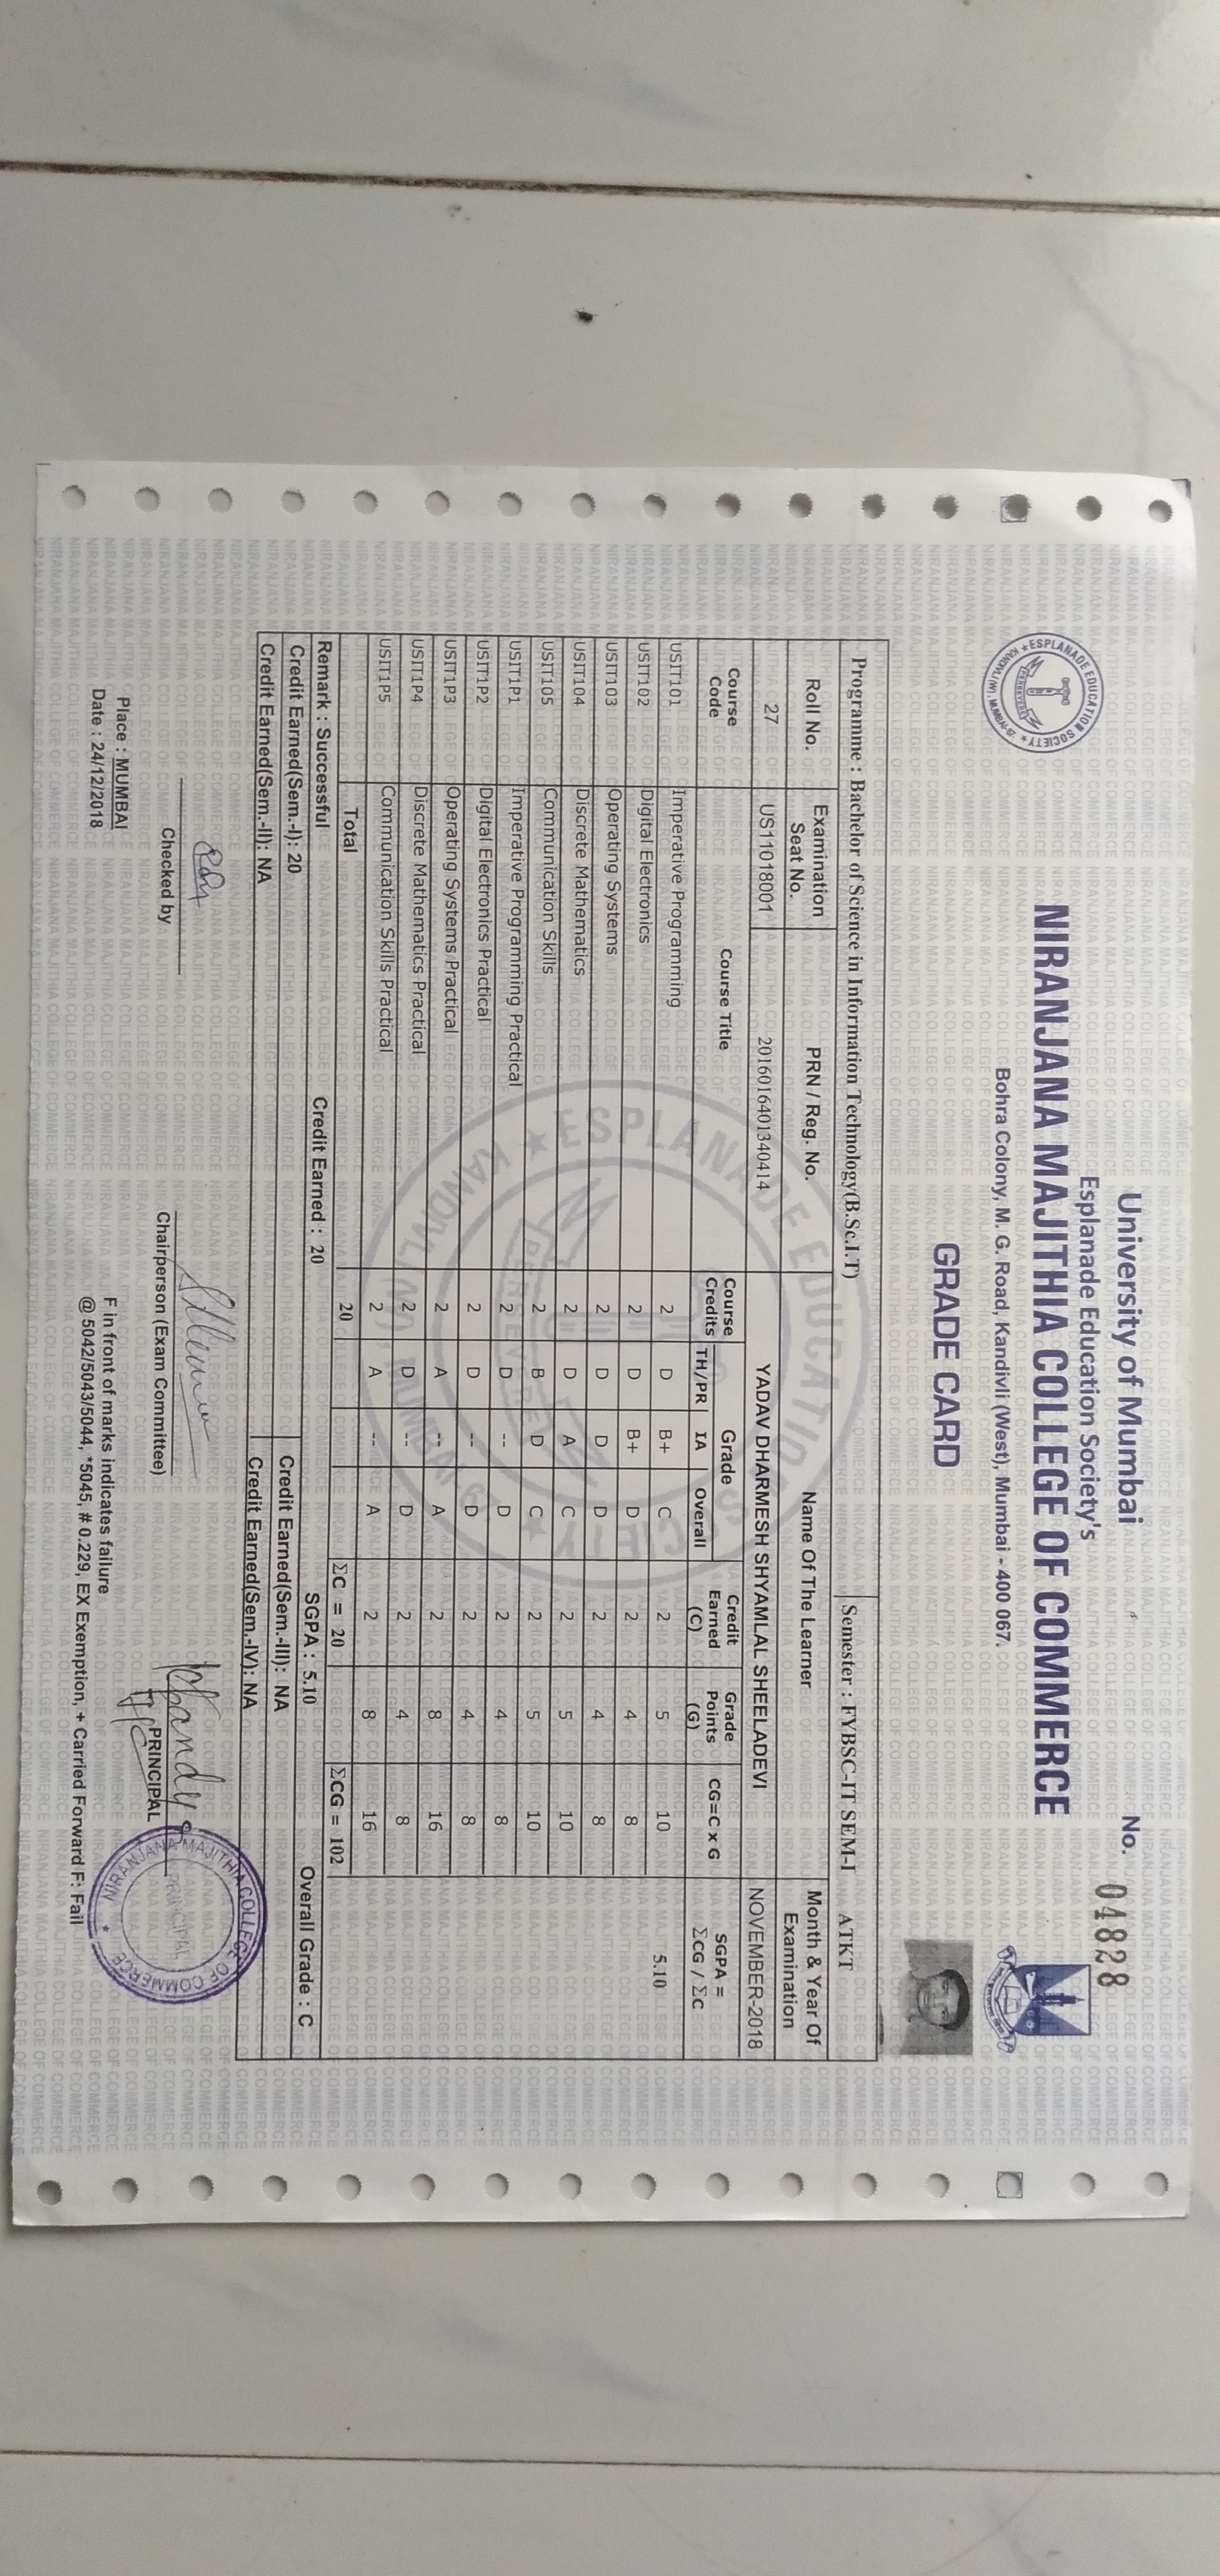 University of Mumbai
No. 04828
Esplanade Education Society's
NIRANJANA MAJITHIA COLLEGE OF COMMERCE
Bohra Colony, M. G. Road, Kandivli (West), Mumbai - 400 067.
GRADE CARD
Programme : Bachelor of Science in Information Technology(B.Sc.I.T) Semester : FYBSC-IT SEM-I ATKT
Roll No. Examination Seat No. PRN / Reg. No. Name Of The Learner Month & Year Of Examination
27 US11018001 2016016401340414 YADAV DHARMESH SHYAMLAL SHEELADEVI NOVEMBER-2018
Course Code Course Title Course Credits Grade TH/PR IA Overall Credit Earned (C) Grade Points (G) CG=C x G SGPA = ΣCG / ΣC
USIT101 Imperative Programming 2 D B+ C 2 5 10 5.10
USIT102 Digital Electronics 2 D B+ D 2 4 8
USIT103 Operating Systems 2 D D D 2 4 8
USIT104 Discrete Mathematics 2 D A C 2 5 10
USIT105 Communication Skills 2 B D C 2 5 10
USIT1P1 Imperative Programming Practical 2 D -- D 2 4 8
USIT1P2 Digital Electronics Practical 2 D -- D 2 4 8
USIT1P3 Operating Systems Practical 2 A -- A 2 8 16
USIT1P4 Discrete Mathematics Practical 2 D -- D 2 4 8
USIT1P5 Communication Skills Practical 2 A -- A 2 8 16
Total 20 ΣC = 20 ΣCG = 102
Remark : Successful Credit Earned : 20 SGPA : 5.10 Overall Grade : C
Credit Earned(Sem.-I): 20 Credit Earned(Sem.-III): NA
Credit Earned(Sem.-II): NA Credit Earned(Sem.-IV): NA
Checked by Chairperson (Exam Committee) PRINCIPAL
NIRANJANA MAJITHIA COLLEGE OF COMMERCE
PRINCIPAL
Place : MUMBAI
Date : 24/12/2018
F in front of marks indicates failure
@ 5042/5043/5044, *5045, # 0.229, EX Exemption, + Carried Forward F: Fail